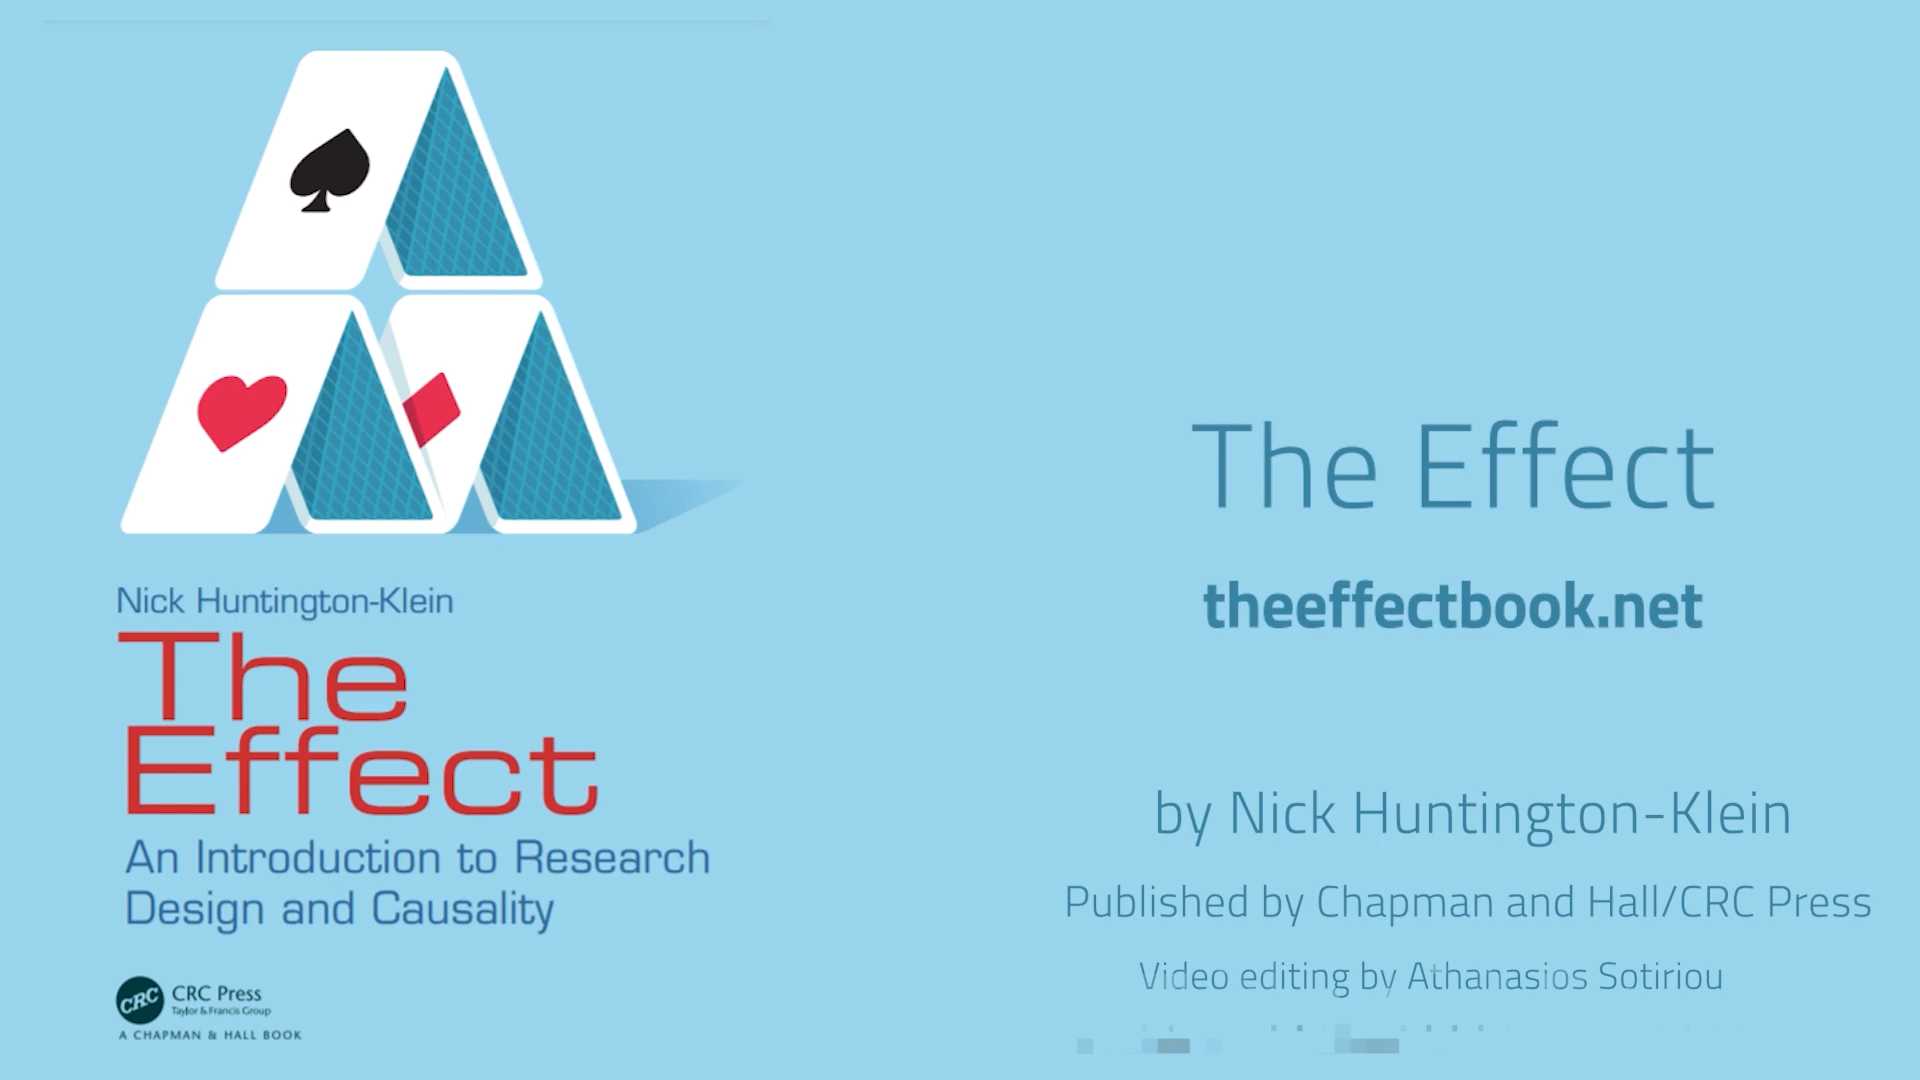 Nick Huntington-Klein
The
Effect
An Introduction to Research
Design and Causality
CRC
CRC Press
Taylor & Francis Group
A CHAPMAN & HALL BOOK
The Effect
theeffectbook.net
by Nick Huntington-Klein
Published by Chapman and Hall/CRC Press
Video editing by Athanasios Sotiriou